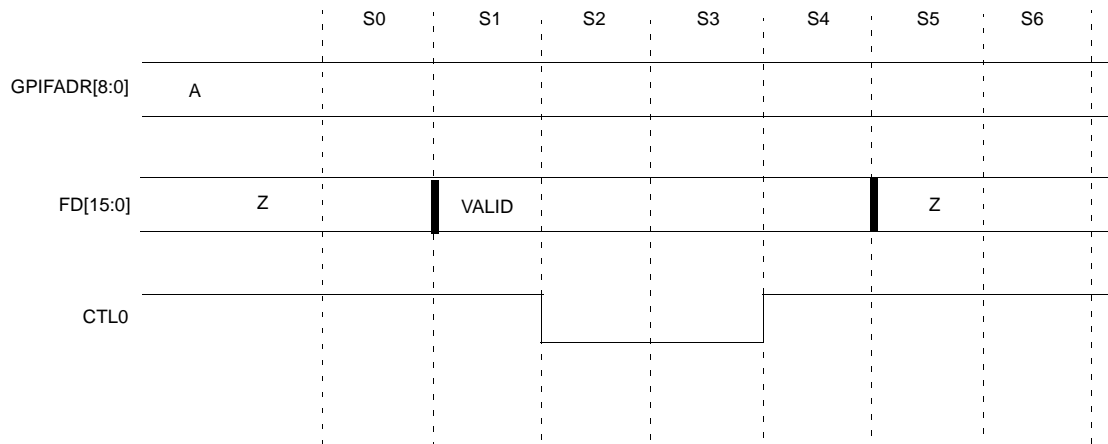 S0 S1 S2 S3 S4 S5 S6
GPIFADR[8:0] A
FD[15:0] Z VALID Z
CTL0